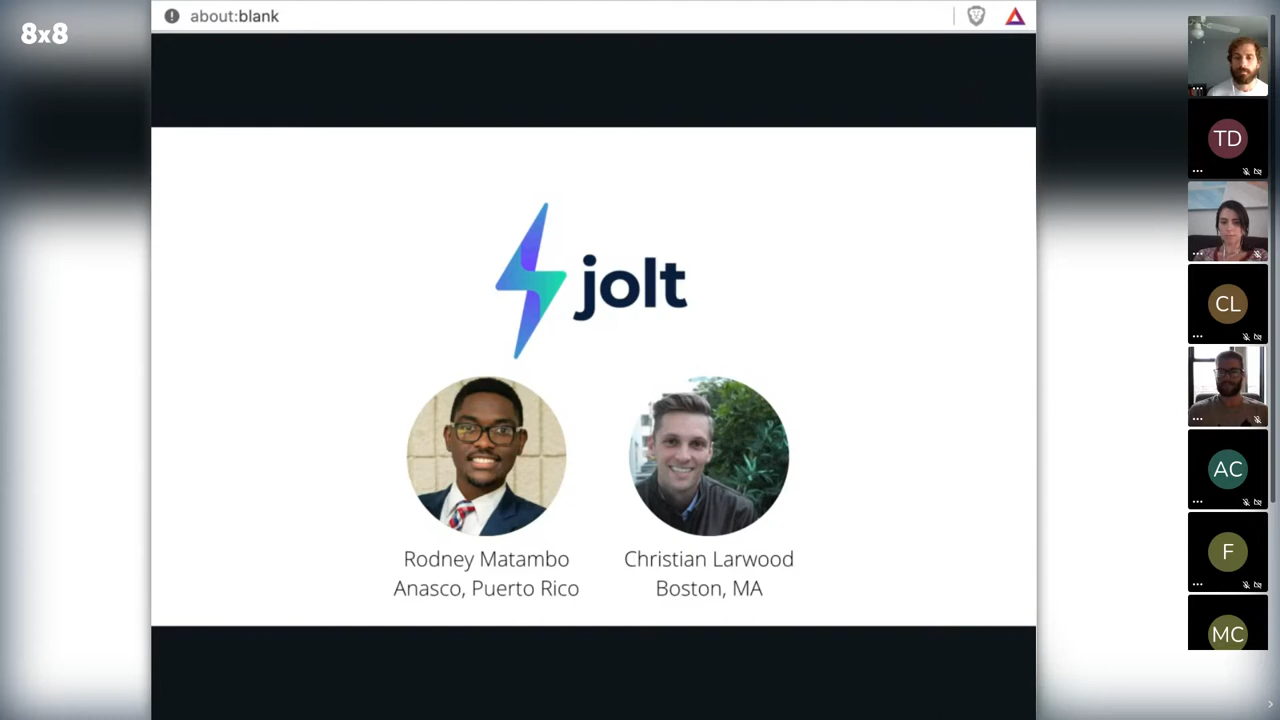 8x8
about:blank
jolt
Rodney Matambo
Anasco, Puerto Rico
Christian Larwood
Boston, MA
TD
CL
AC
F
MC